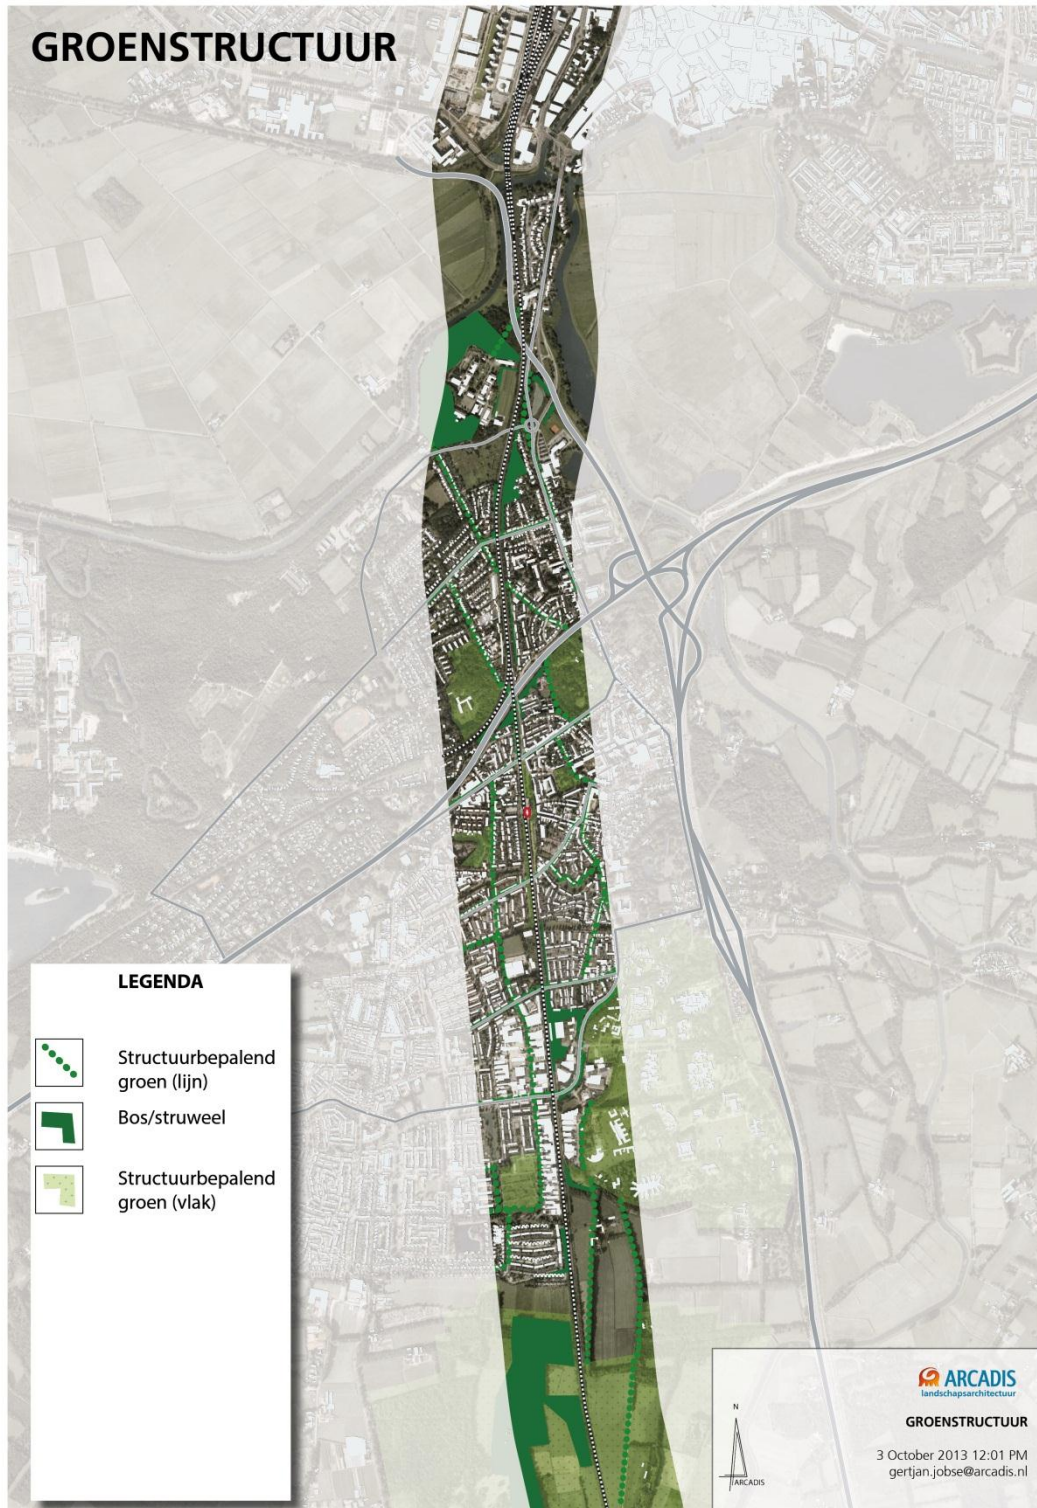 GROENSTRUCTUUR
LEGENDA
Structuurbepalend
groen (lijn)
Bos/struweel
Structuurbepalend
groen (vlak)
N
ARCADIS
ARCADIS
landschapsarchitectuur
GROENSTRUCTUUR
3 October 2013 12:01 PM
gertjan.jobse@arcadis.nl